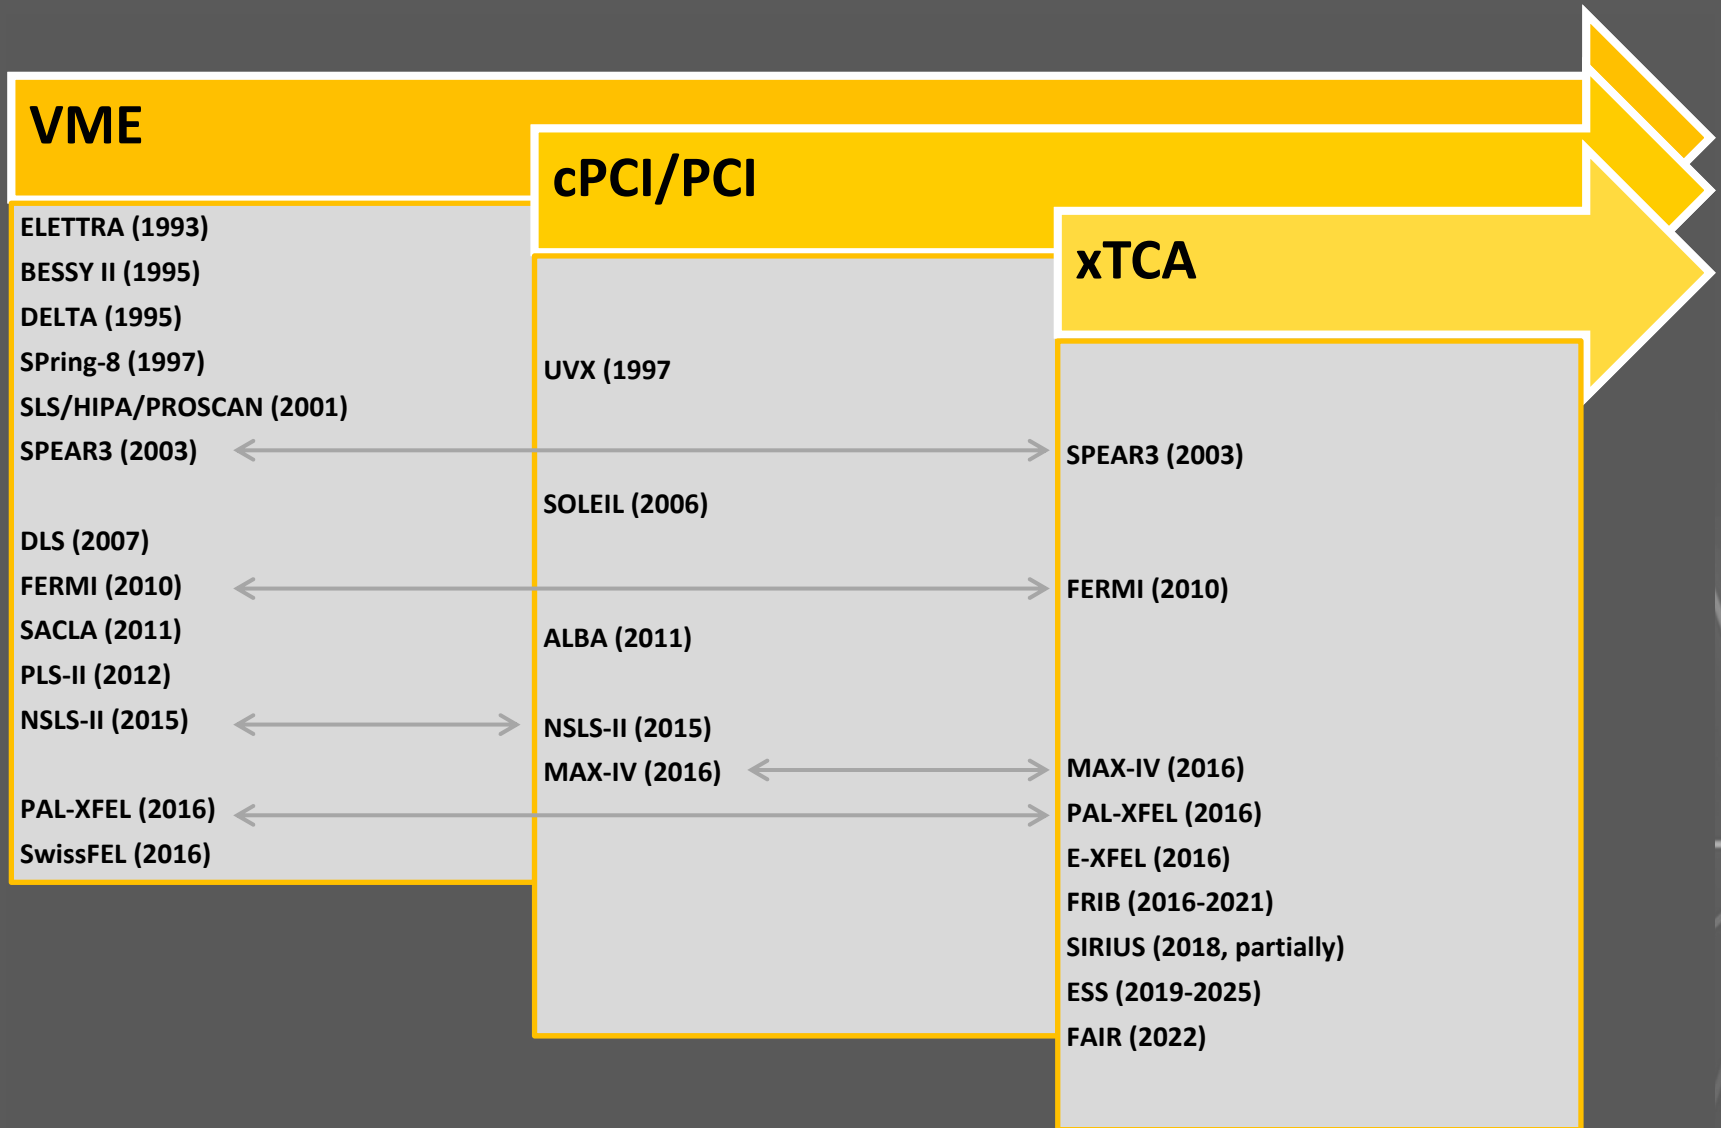 VME
ELETTRA (1993)
BESSY II (1995)
DELTA (1995)
SPring-8 (1997)
SLS/HIPA/PROSCAN (2001)
SPEAR3 (2003)
DLS (2007)
FERMI (2010)
SACLA (2011)
PLS-II (2012)
NSLS-II (2015)
PAL-XFEL (2016)
SwissFEL (2016)
cPCI/PCI
UVX (1997
SOLEIL (2006)
ALBA (2011)
NSLS-II (2015)
MAX-IV (2016)
xTCA
SPEAR3 (2003)
FERMI (2010)
MAX-IV (2016)
PAL-XFEL (2016)
E-XFEL (2016)
FRIB (2016-2021)
SIRIUS (2018, partially)
ESS (2019-2025)
FAIR (2022)